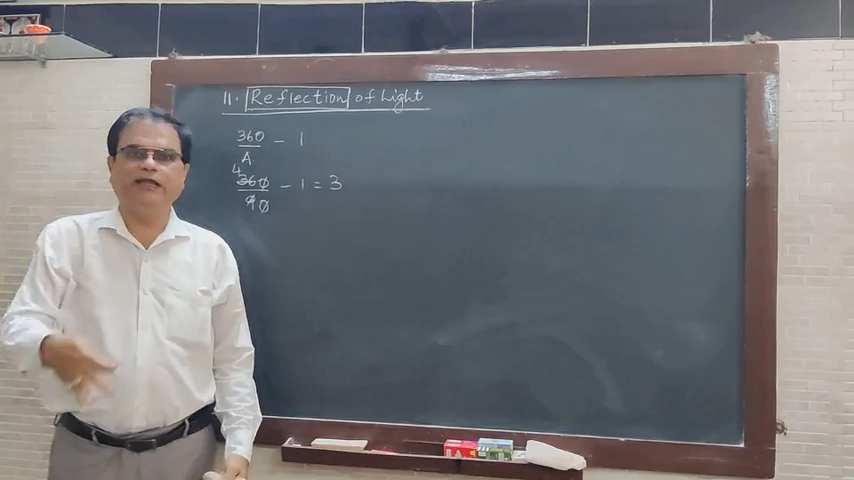 11. Reflection of Light
360
A
- 1
4
360
90
- 1 = 3